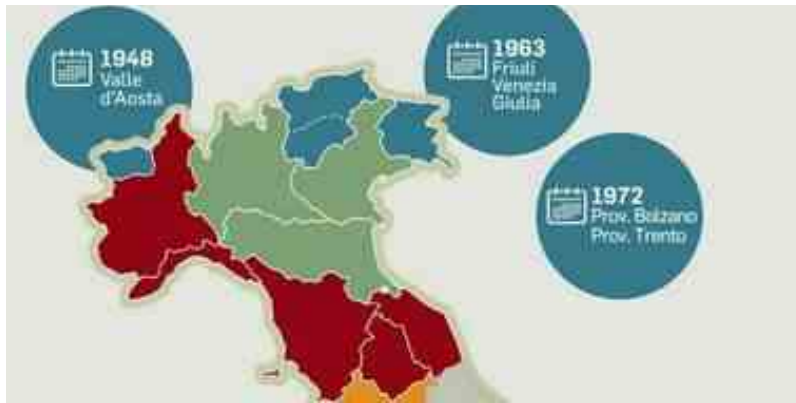 1948
Valle
d'Aosta
1963
Friuli
Venezia
Giulia
1972
Prov. Bolzano
Prov. Trento